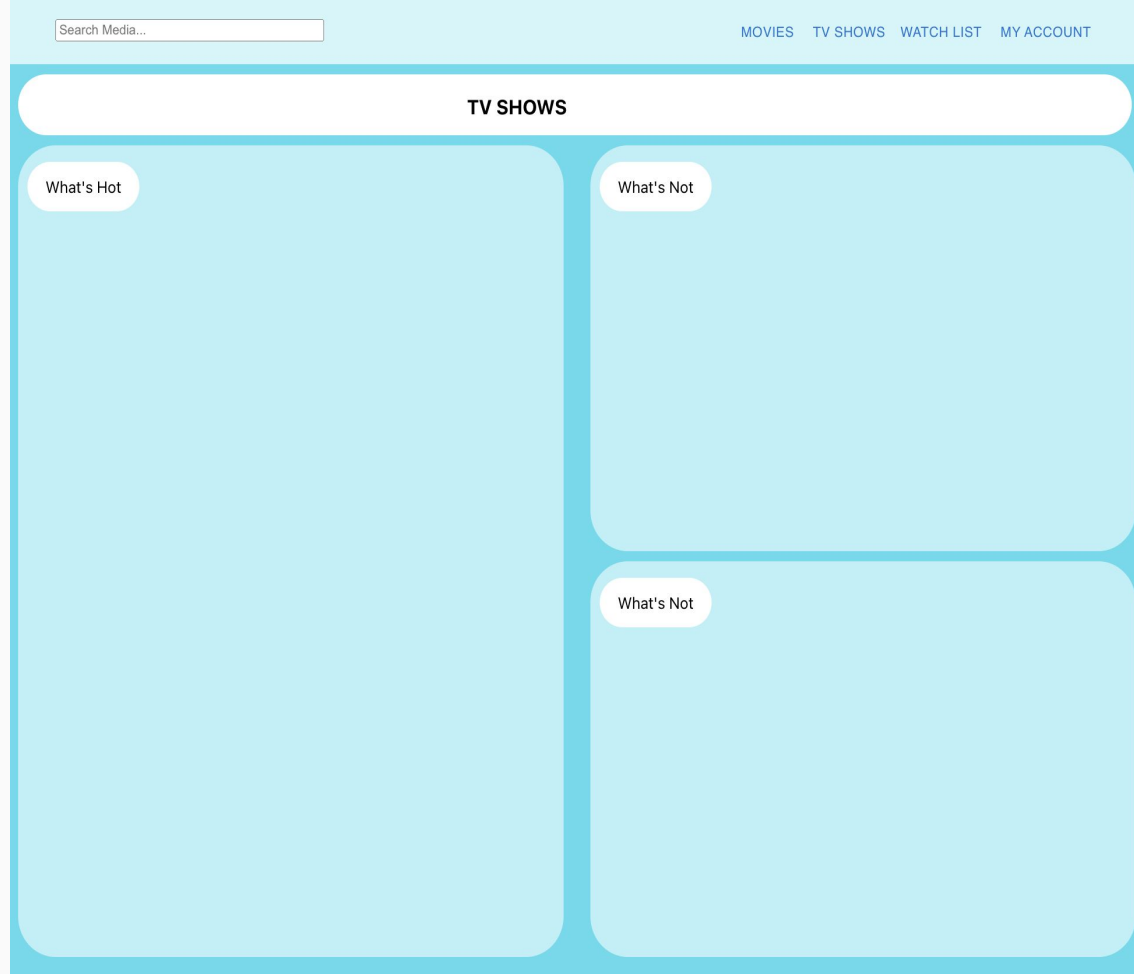 Search Media...
MOVIES TV SHOWS WATCH LIST MY ACCOUNT
TV SHOWS
What's Hot
What's Not
What's Not